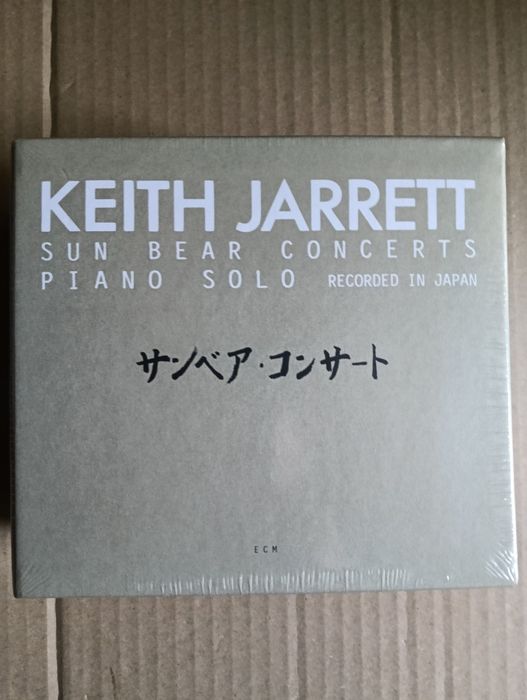 KEITH JARRETT
SUN BEAR CONCERTS
PIANO SOLO RECORDED IN JAPAN
サンベア・コンサート
ECM